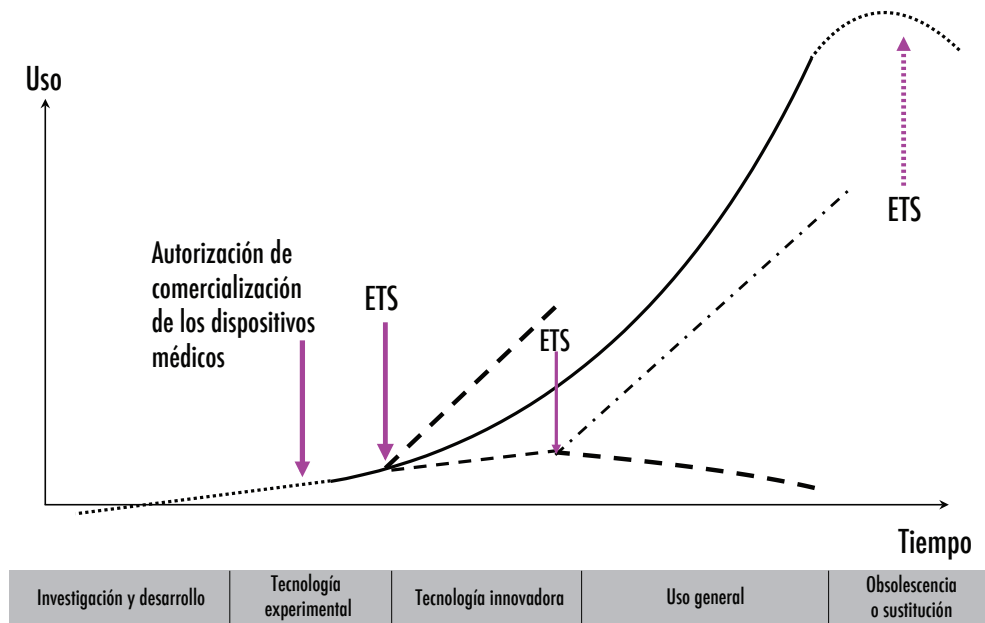 Uso
ETS
Autorización de
comercialización
de los dispositivos
médicos
ETS
ETS
Tiempo
Investigación y desarrollo
Tecnología
experimental
Tecnología innovadora
Uso general
Obsolescencia
o sustitución